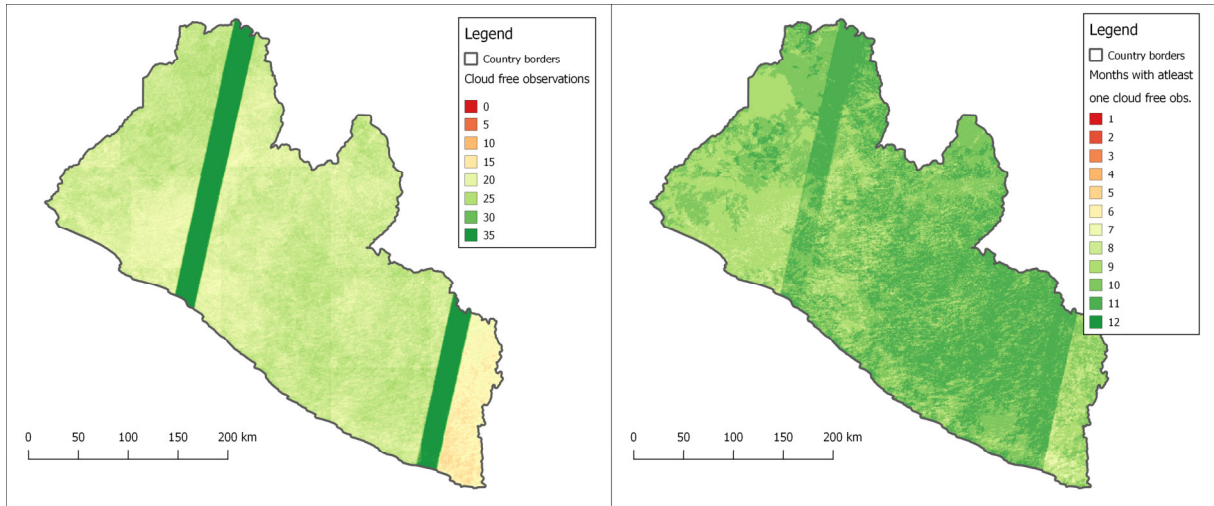 Legend
Country borders
Cloud free observations
0
5
10
15
20
25
30
35
0 50 100 150 200 km
Legend
Country borders
Months with atleast
one cloud free obs.
1
2
3
4
5
6
7
8
9
10
11
12
0 50 100 150 200 km